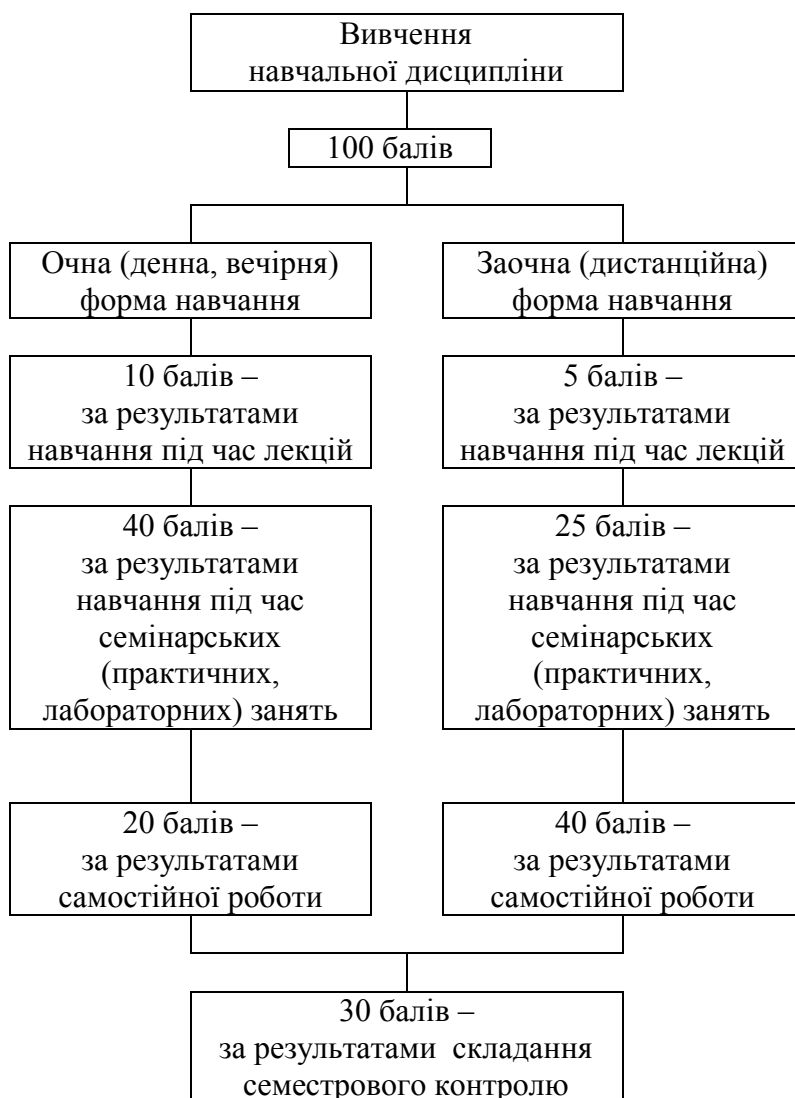 Вивчення
навчальної дисципліни
100 балів
Очна (денна, вечірня)
форма навчання
Заочна (дистанційна)
форма навчання
10 балів –
за результатами
навчання під час лекцій
5 балів –
за результатами
навчання під час лекцій
40 балів –
за результатами
навчання під час
семінарських
(практичних,
лабораторних) занять
25 балів –
за результатами
навчання під час
семінарських
(практичних,
лабораторних) занять
20 балів –
за результатами
самостійної роботи
40 балів –
за результатами
самостійної роботи
30 балів –
за результатами складання
семестрового контролю